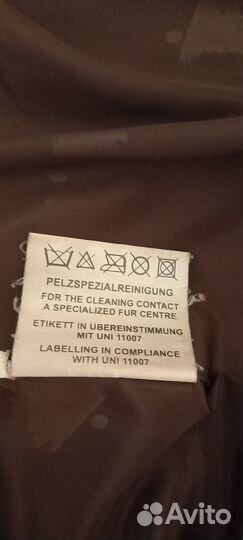 PELZSPEZIALREINIGUNG
FOR THE CLEANING CONTACT
A SPECIALIZED FUR CENTRE
ETIKETT IN ÜBEREINSTIMMUNG
MIT UNI 11007
LABELLING IN COMPLIANCE
WITH UNI 11007
Avito